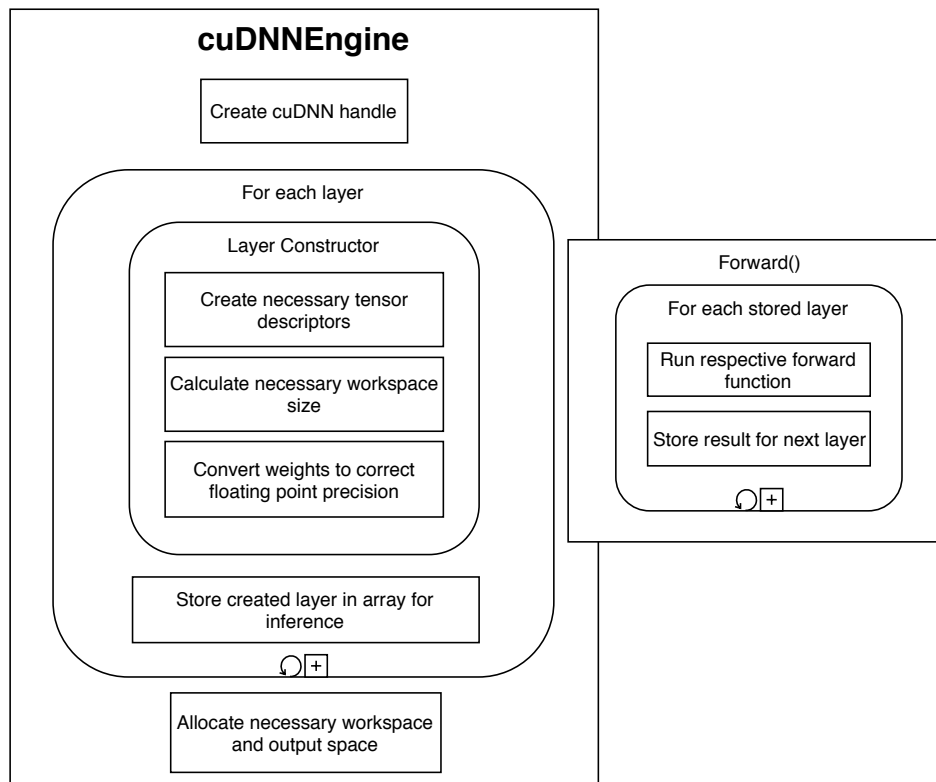 cuDNNEngine
Create cuDNN handle
For each layer
Layer Constructor
Create necessary tensor
descriptors
Calculate necessary workspace
size
Convert weights to correct
floating point precision
Store created layer in array for
inference
+
Allocate necessary workspace
and output space
Forward()
For each stored layer
Run respective forward
function
Store result for next layer
+